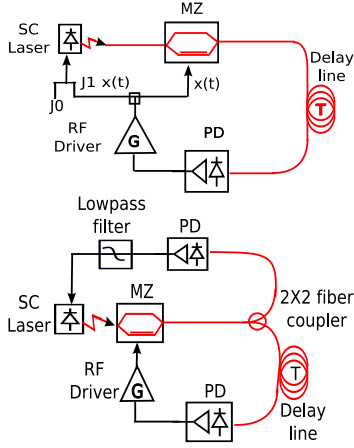 MZ
SC
Laser
Delay
line
J1 x(t)
x(t)
J0
T
RF
Driver
G
PD
Lowpass
filter
PD
SC
Laser
MZ
2X2 fiber
coupler
RF
Driver
G
T
PD
Delay
line